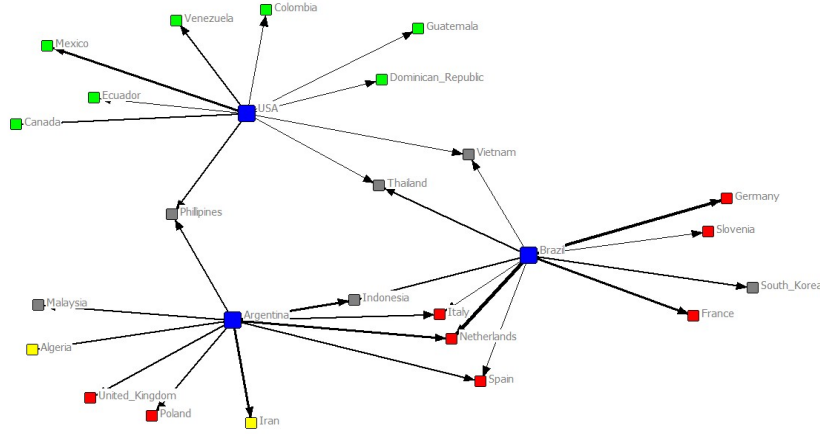 Colombia
Venezuela
Guatemala
Mexico
Dominican_Republic
Ecuador
USA
Canada
Vietnam
Thailand
Germany
Phillipines
Slovenia
Brazil
South_Korea
Indonesia
Malaysia
Italy
Argentina
France
Netherlands
Algeria
Spain
United_Kingdom
Poland
Iran